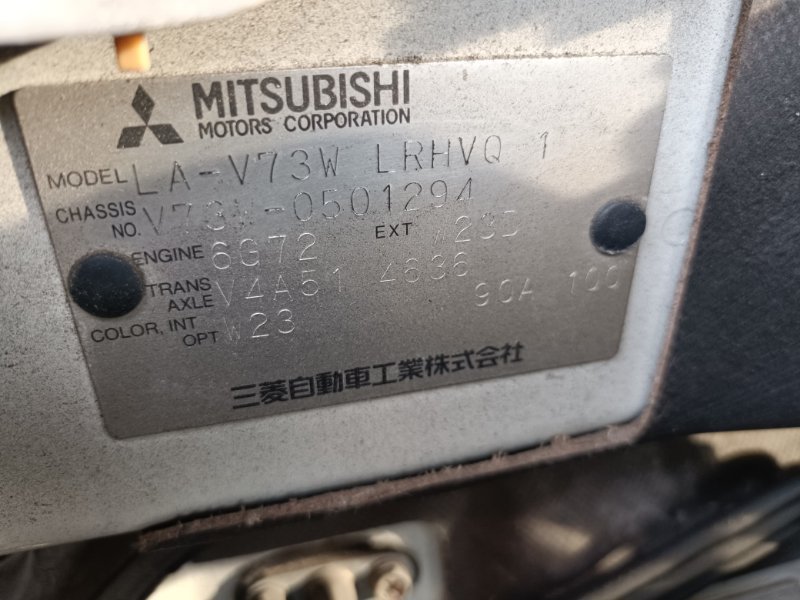 MITSUBISHI
MOTORS CORPORATION
MODEL LA-V73W LRHVQ 1
CHASSIS NO. V73W-0501294
ENGINE 6G72 EXT W23D
TRANS AXLE V4A51 4636
COLOR, INT OPT W23 90A 100
三菱自動車工業株式会社